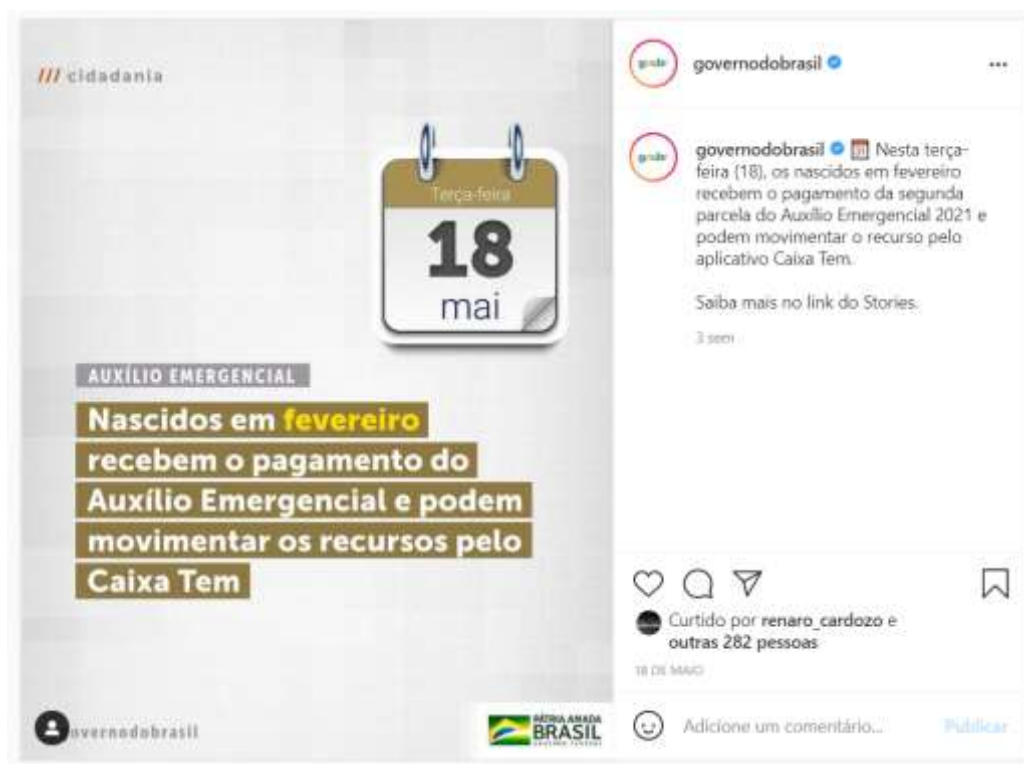 /// cidadania
Terça-feira
18
mai
AUXÍLIO EMERGENCIAL
Nascidos em fevereiro
recebem o pagamento do
Auxílio Emergencial e podem
movimentar os recursos pelo
Caixa Tem
overnodobrasil
PÁTRIA AMADA
BRASIL
GOVERNO FEDERAL
governodobrasil
•••
governodobrasil Nesta terça-
feira (18), os nascidos em fevereiro
recebem o pagamento da segunda
parcela do Auxílio Emergencial 2021 e
podem movimentar o recurso pelo
aplicativo Caixa Tem.
Saiba mais no link do Stories.
3 sem
Curtido por renaro_cardozo e
outras 282 pessoas
18 DE MAIO
Adicione um comentário...
Publicar